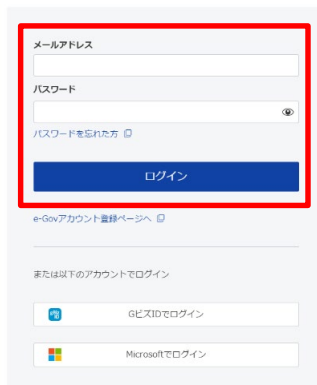 メールアドレス
パスワード
パスワードを忘れた方
ログイン
e-Govアカウント登録ページへ
または以下のアカウントでログイン
GビズIDでログイン
Microsoftでログイン